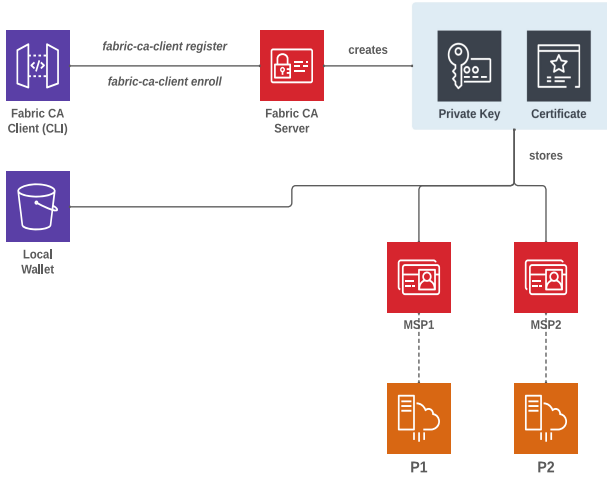 fabric-ca-client register
creates
fabric-ca-client enroll
Fabric CA
Client (CLI)
Fabric CA
Server
Private Key
Certificate
stores
Local
Wallet
MSP1
MSP2
P1
P2